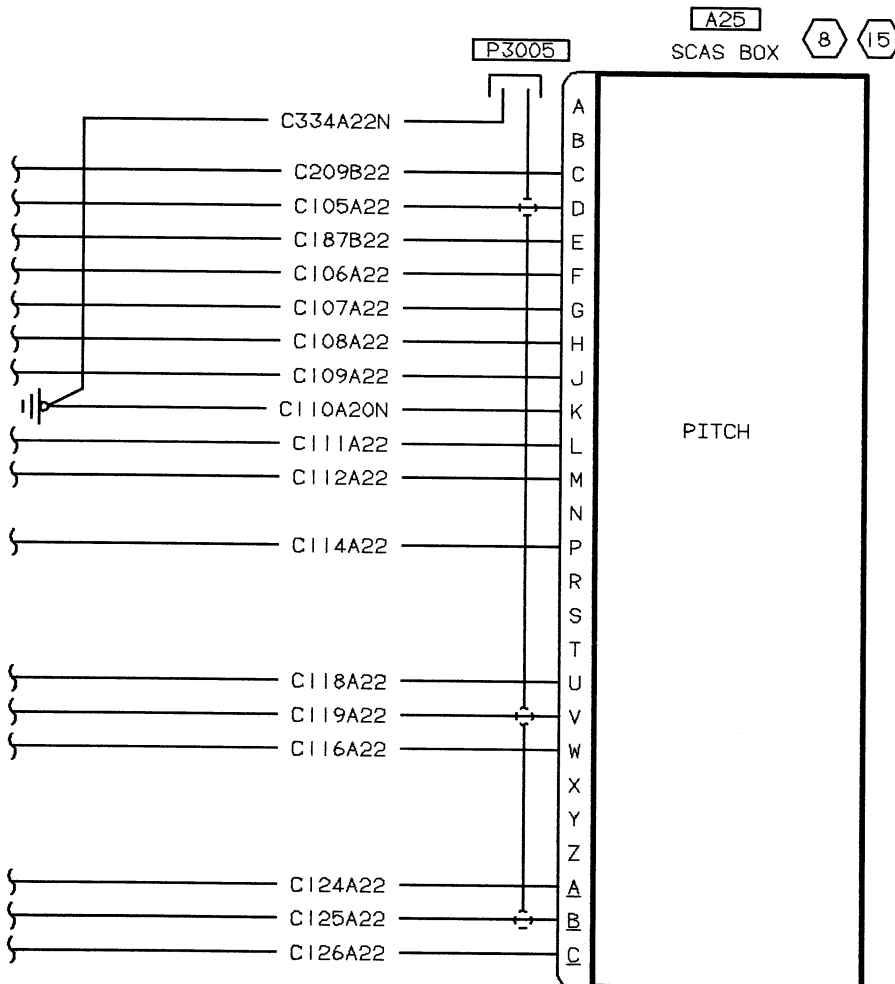 A25
P3005 SCAS BOX 8 15
A
C334A22N
B
C209B22 C
C105A22 D
C187B22 E
C106A22 F
C107A22 G
C108A22 H
C109A22 J
C110A20N K
C111A22 L
PITCH
C112A22 M
N
C114A22 P
R
S
T
C118A22 U
C119A22 V
C116A22 W
X
Y
Z
C124A22 A
C125A22 B
C126A22 C